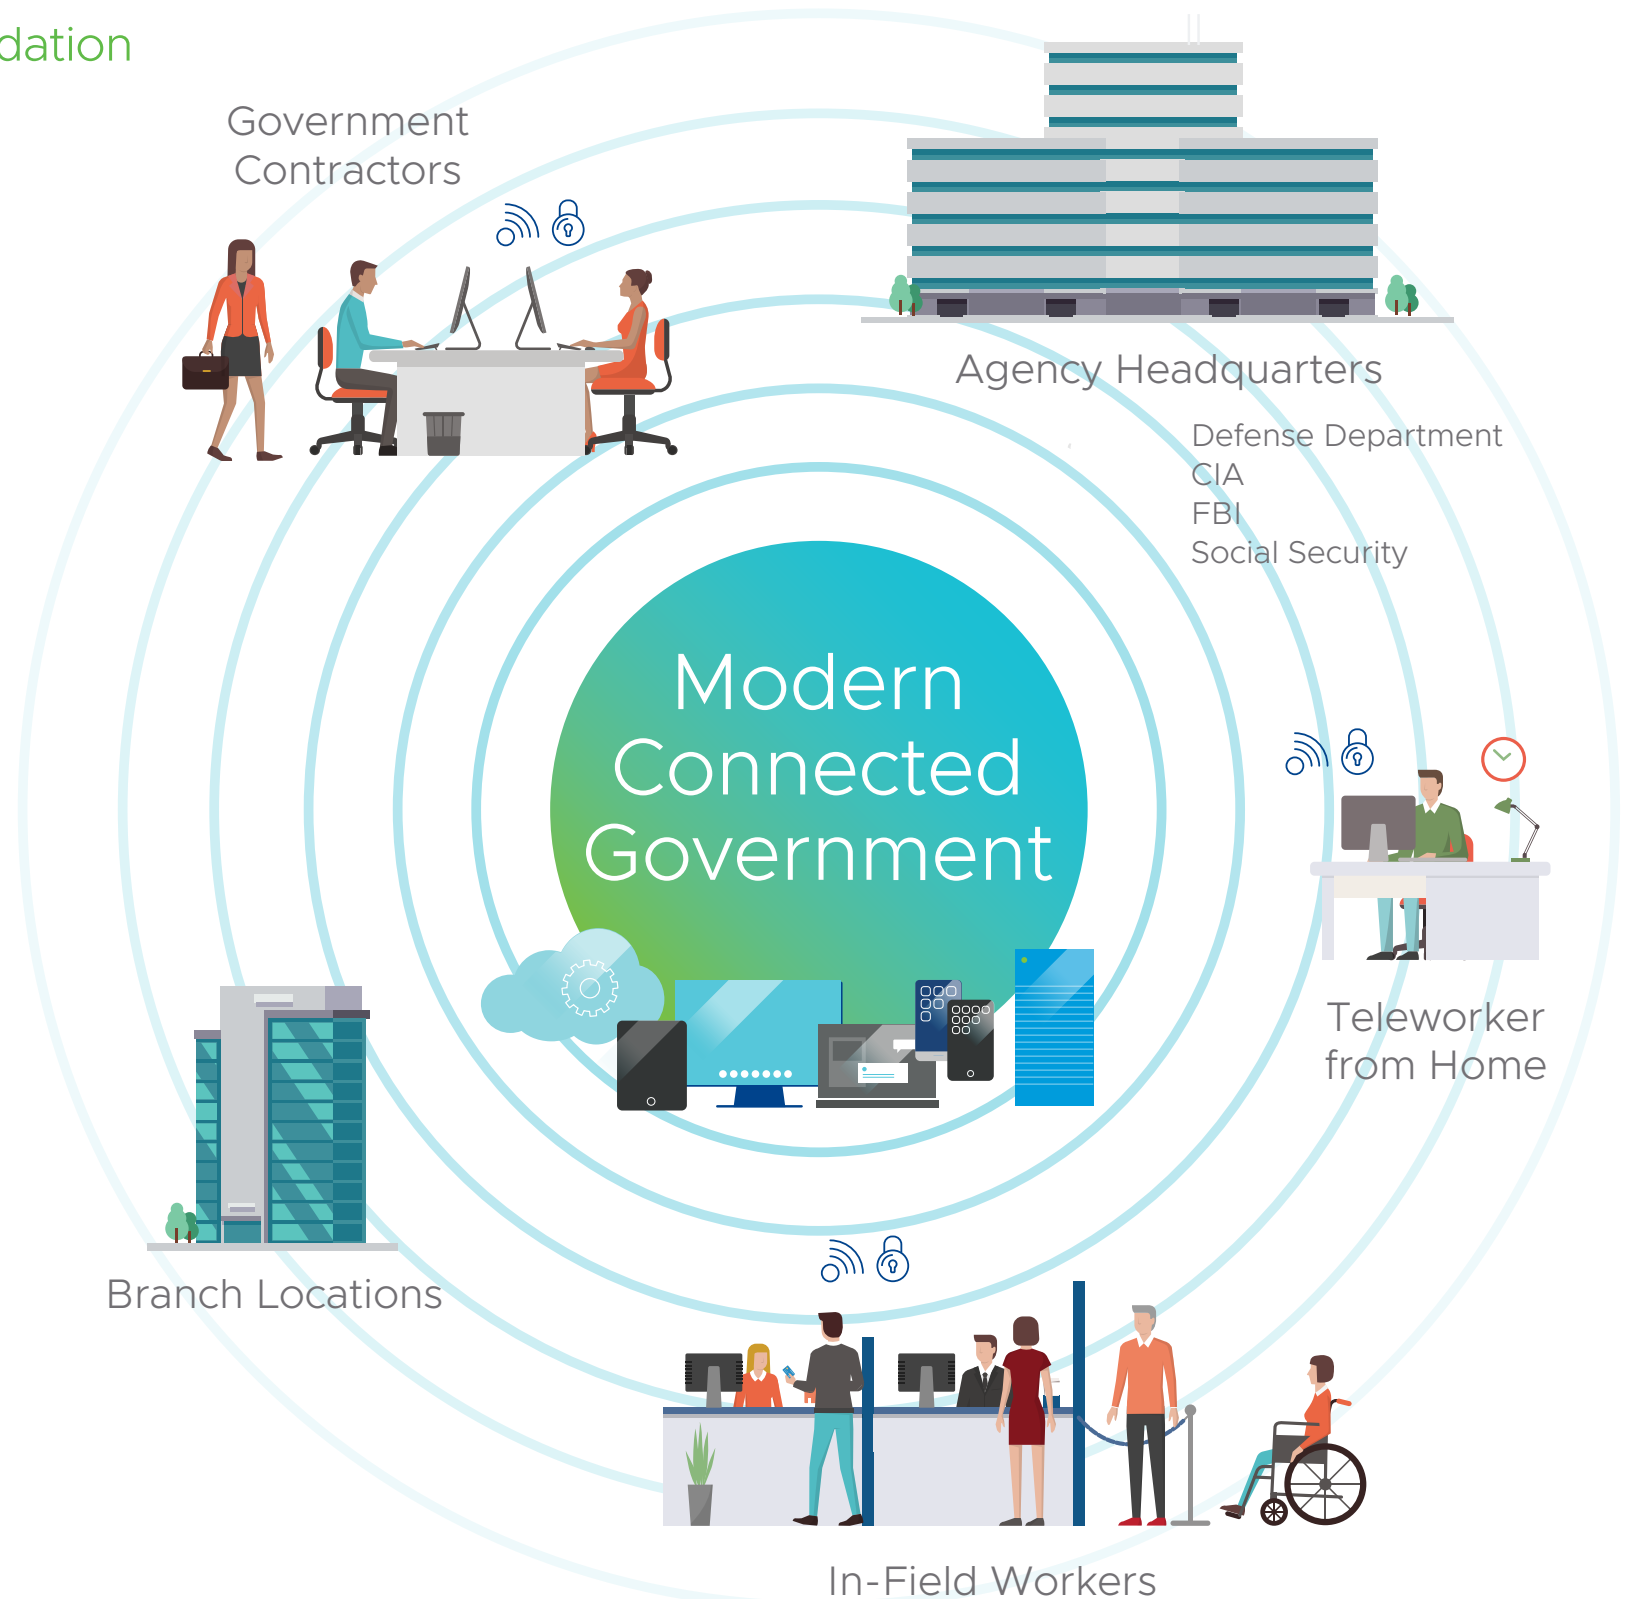 dation
Government
Contractors
Agency Headquarters
Defense Department
CIA
FBI
Social Security
Modern
Connected
Government
Teleworker
from Home
Branch Locations
In-Field Workers